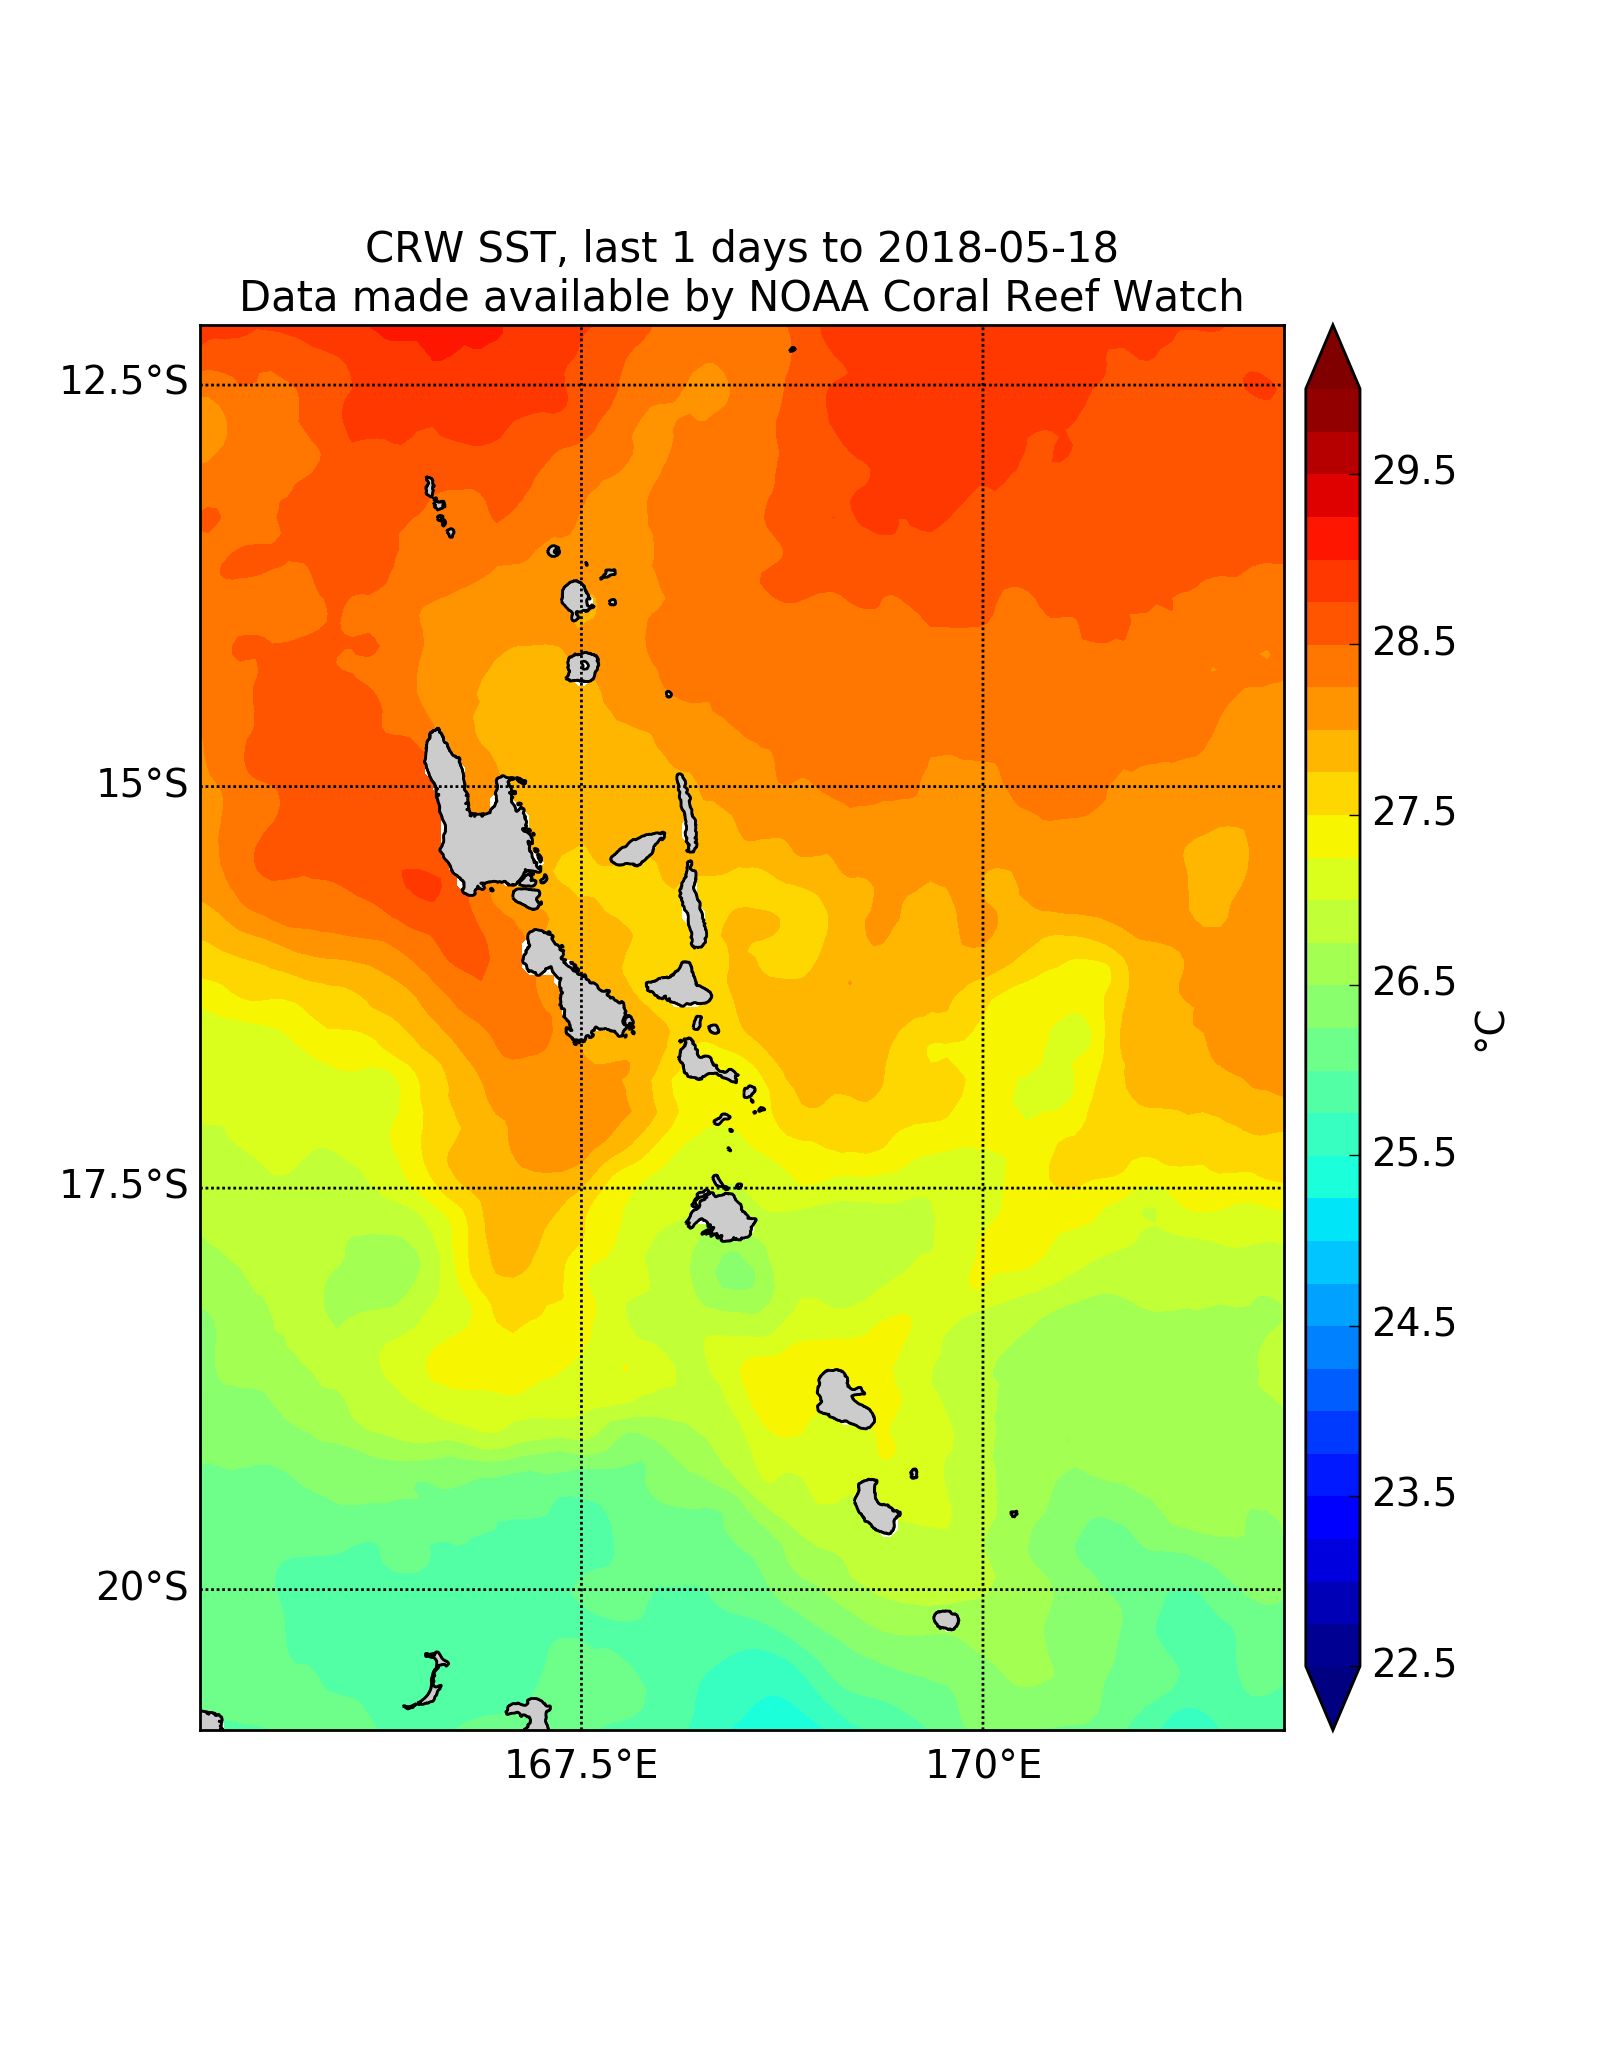 CRW SST, last 1 days to 2018-05-18
Data made available by NOAA Coral Reef Watch
12.5°S
15°S
17.5°S
20°S
167.5°E
170°E
29.5
28.5
27.5
26.5
25.5
24.5
23.5
22.5
°C